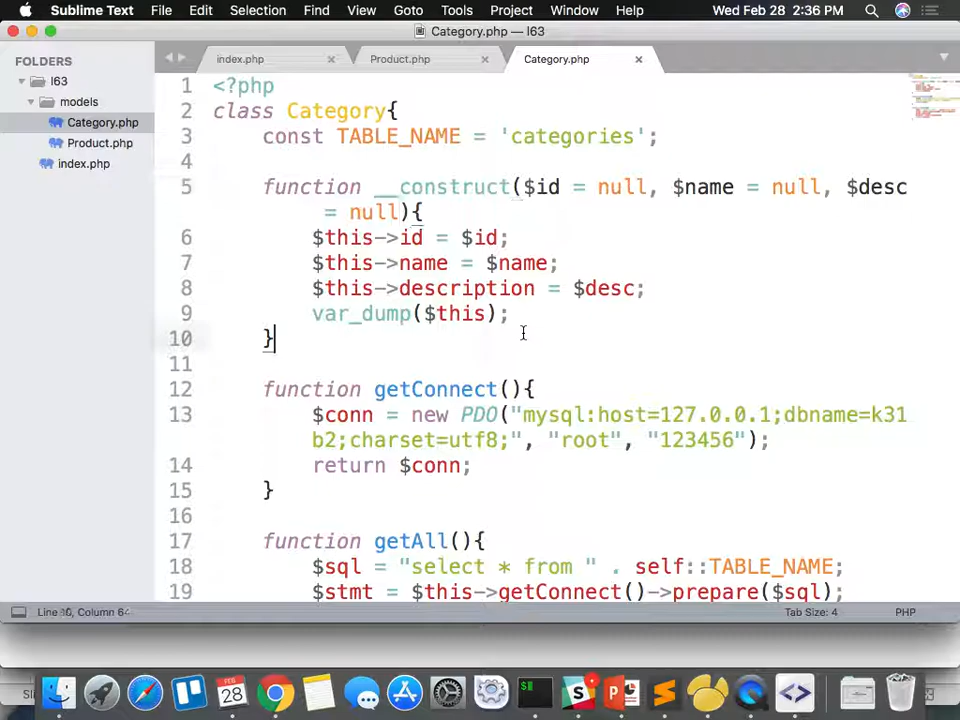 Sublime Text File Edit Selection Find View Goto Tools Project Window Help Wed Feb 28 2:36 PM
Category.php — l63
FOLDERS
l63
models
Category.php
Product.php
index.php
index.php Product.php Category.php
1 <?php
2 class Category{
3 const TABLE_NAME = 'categories';
4
5 function __construct($id = null, $name = null, $desc
= null){
6 $this->id = $id;
7 $this->name = $name;
8 $this->description = $desc;
9 var_dump($this);
10 }
11
12 function getConnect(){
13 $conn = new PDO("mysql:host=127.0.0.1;dbname=k31
b2;charset=utf8;", "root", "123456");
14 return $conn;
15 }
16
17 function getAll(){
18 $sql = "select * from " . self::TABLE_NAME;
19 $stmt = $this->getConnect()->prepare($sql);
Tab Size: 4 PHP
FEB
28